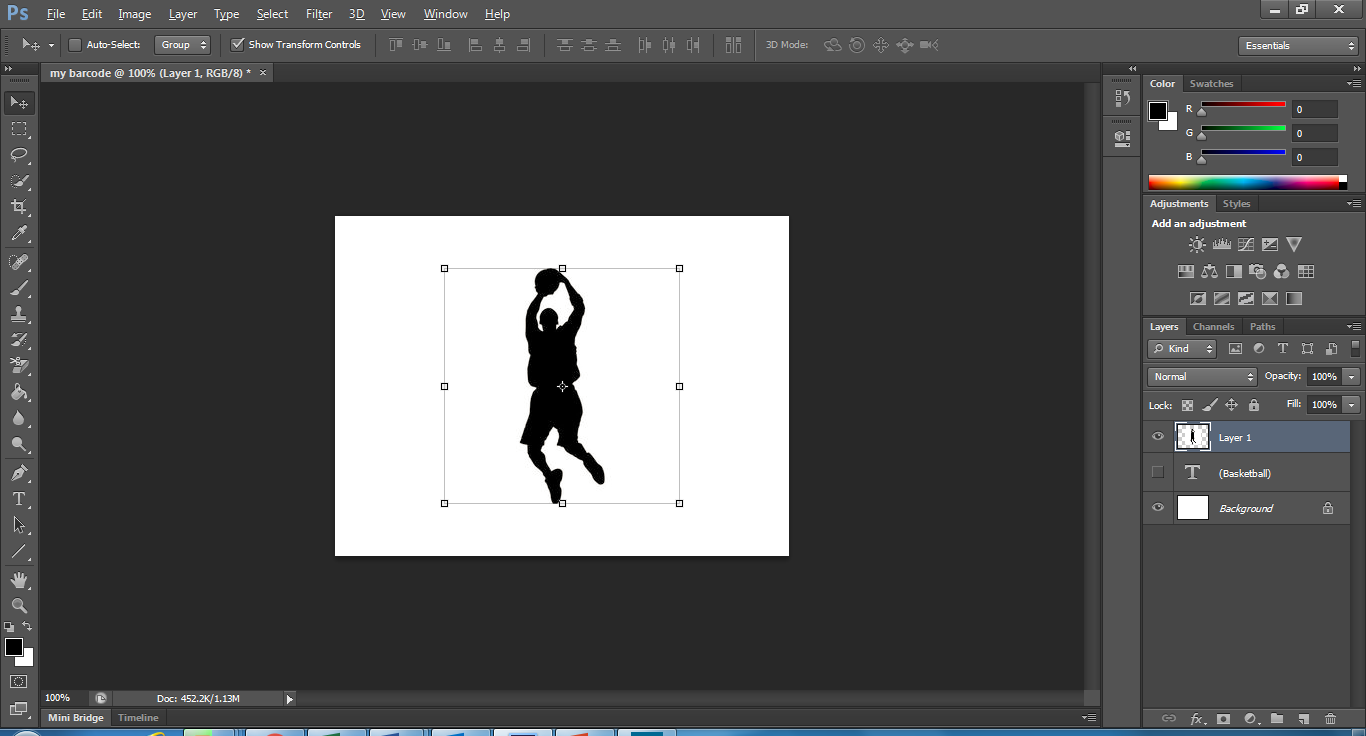 Ps File Edit Image Layer Type Select Filter 3D View Window Help
Auto-Select: Group Show Transform Controls 3D Mode: Essentials
my barcode @ 100% (Layer 1, RGB/8) * ×
Color Swatches
R 0
G 0
B 0
Adjustments Styles
Add an adjustment
Layers Channels Paths
Kind
Normal Opacity: 100%
Lock: Fill: 100%
Layer 1
T (Basketball)
Background
100% Doc: 452.2K/1.13M
Mini Bridge Timeline
fx